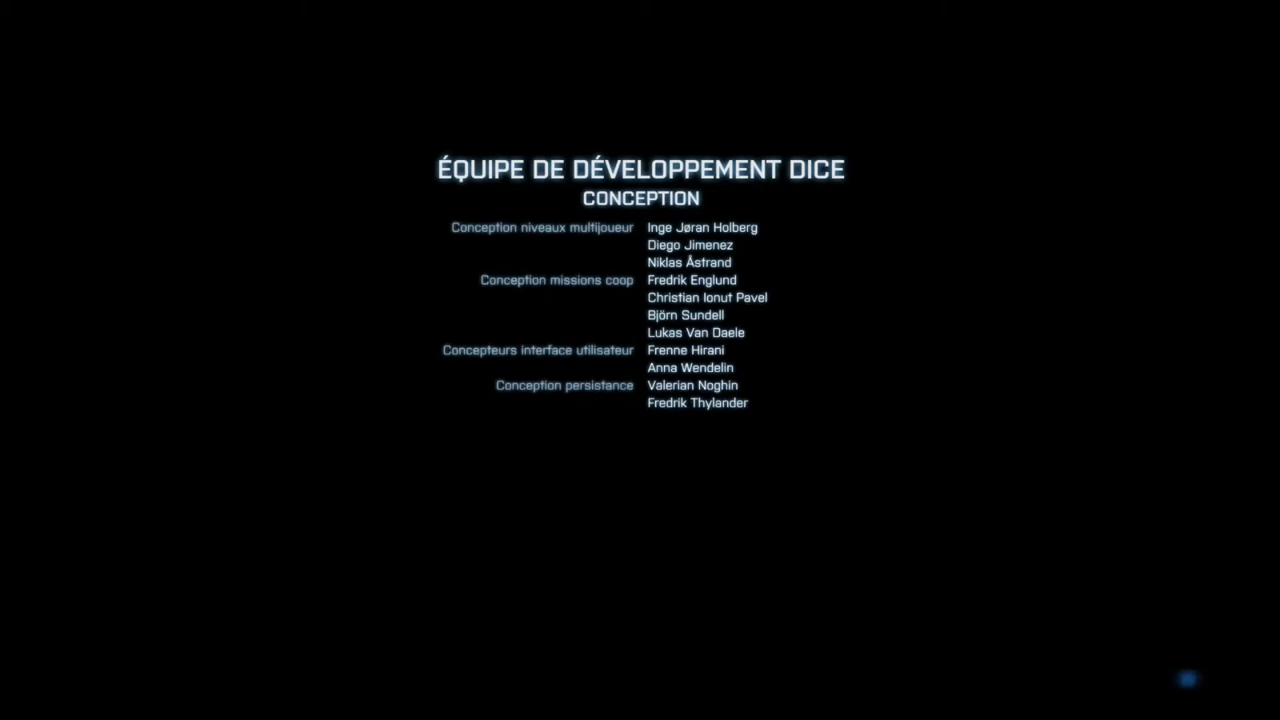 ÉQUIPE DE DÉVELOPPEMENT DICE
CONCEPTION
Conception niveaux multijoueur Inge Jøran Holberg
Diego Jimenez
Niklas Åstrand
Conception missions coop Fredrik Englund
Christian Ionut Pavel
Björn Sundell
Lukas Van Daele
Concepteurs interface utilisateur Frenne Hirani
Anna Wendelin
Conception persistance Valerian Noghin
Fredrik Thylander